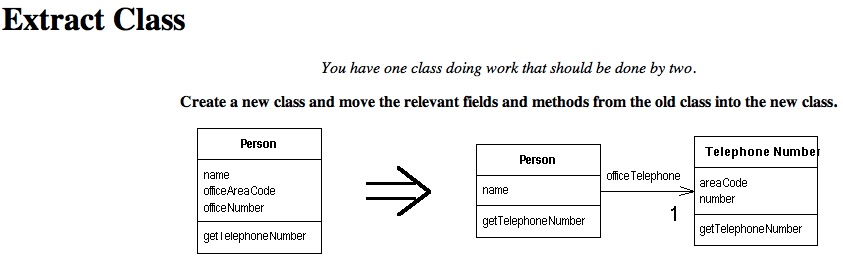 Extract Class
You have one class doing work that should be done by two.
Create a new class and move the relevant fields and methods from the old class into the new class.
Person
name
officeAreaCode
officeNumber
getTelephoneNumber
Person
name
getTelephoneNumber
officeTelephone
1
Telephone Number
areaCode
number
getTelephoneNumber